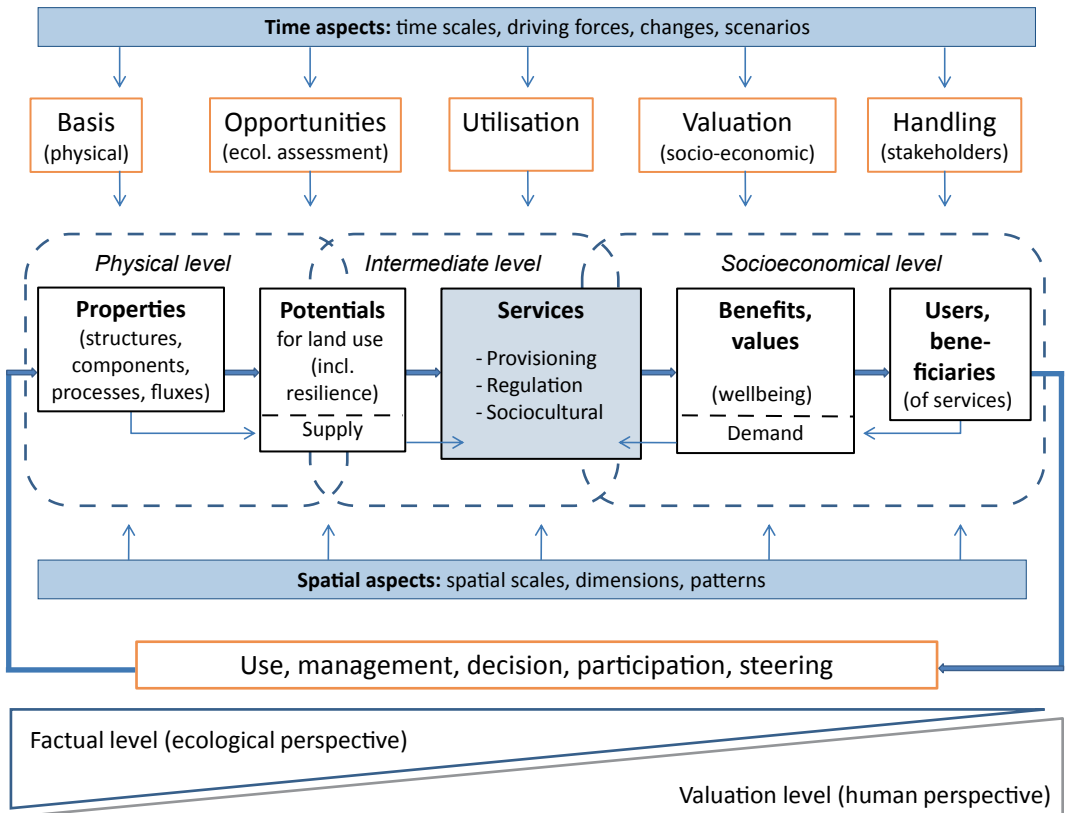 Time aspects: time scales, driving forces, changes, scenarios
Basis
(physical)
Opportunities
(ecol. assessment)
Utilisation
Valuation
(socio-economic)
Handling
(stakeholders)
Physical level
Intermediate level
Socioeconomical level
Properties
(structures,
components,
processes, fluxes)
Potentials
for land use
(incl.
resilience)
Supply
Services
- Provisioning
- Regulation
- Sociocultural
Benefits,
values
(wellbeing)
Demand
Users,
bene-
ficiaries
(of services)
Spatial aspects: spatial scales, dimensions, patterns
Use, management, decision, participation, steering
Factual level (ecological perspective)
Valuation level (human perspective)